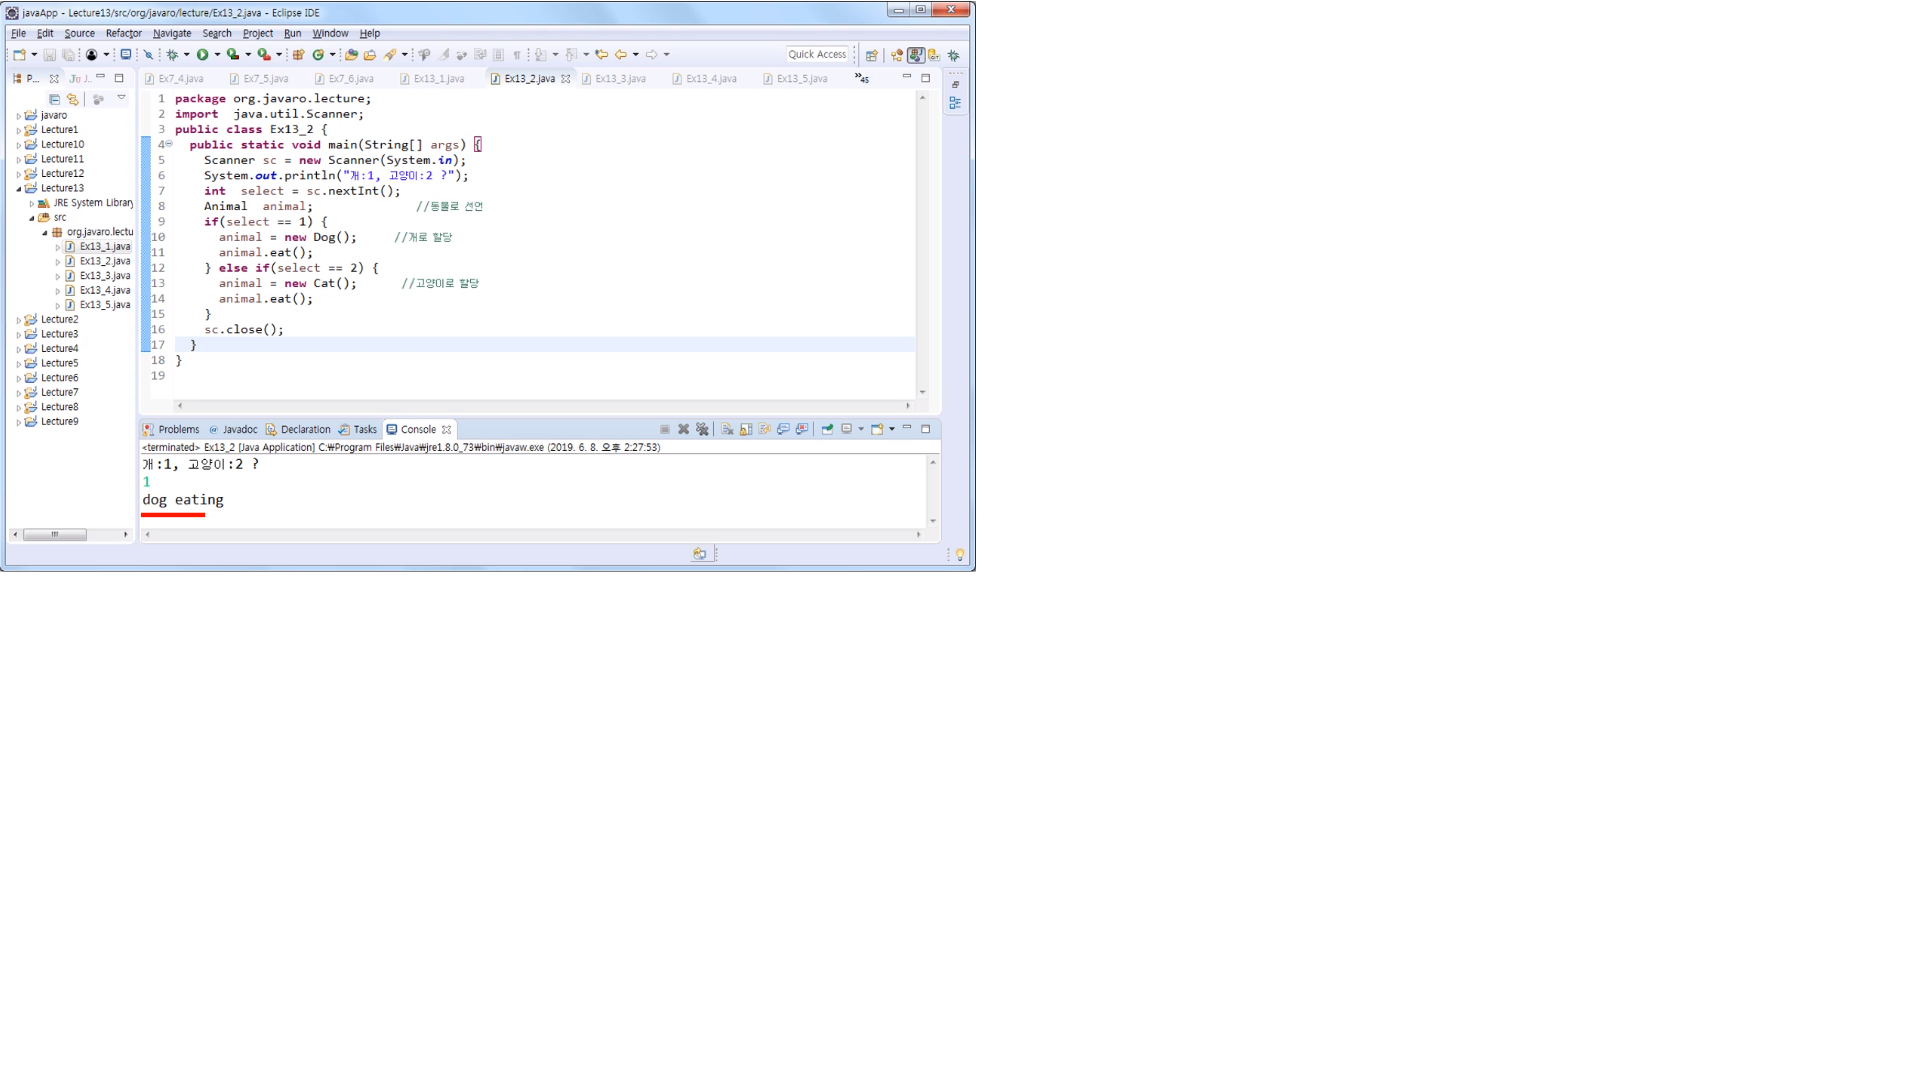 javaApp - Lecture13/src/org/javaro/lecture/Ex13_2.java - Eclipse IDE
File Edit Source Refactor Navigate Search Project Run Window Help
Quick Access
P... J.. Ex7_4.java Ex7_5.java Ex7_6.java Ex13_1.java Ex13_2.java Ex13_3.java Ex13_4.java Ex13_5.java »45
javaro
Lecture1
Lecture10
Lecture11
Lecture12
Lecture13
JRE System Library
src
org.javaro.lectu
Ex13_1.java
Ex13_2.java
Ex13_3.java
Ex13_4.java
Ex13_5.java
Lecture2
Lecture3
Lecture4
Lecture5
Lecture6
Lecture7
Lecture8
Lecture9
1 package org.javaro.lecture;
2 import java.util.Scanner;
3 public class Ex13_2 {
4 public static void main(String[] args) {
5 Scanner sc = new Scanner(System.in);
6 System.out.println("개:1, 고양이:2 ?");
7 int select = sc.nextInt();
8 Animal animal; //동물로 선언
9 if(select == 1) {
10 animal = new Dog(); //개로 할당
11 animal.eat();
12 } else if(select == 2) {
13 animal = new Cat(); //고양이로 할당
14 animal.eat();
15 }
16 sc.close();
17 }
18 }
19
Problems Javadoc Declaration Tasks Console
<terminated> Ex13_2 [Java Application] C:₩Program Files₩Java₩jre1.8.0_73₩bin₩javaw.exe (2019. 6. 8. 오후 2:27:53)
개:1, 고양이:2 ?
1
dog eating